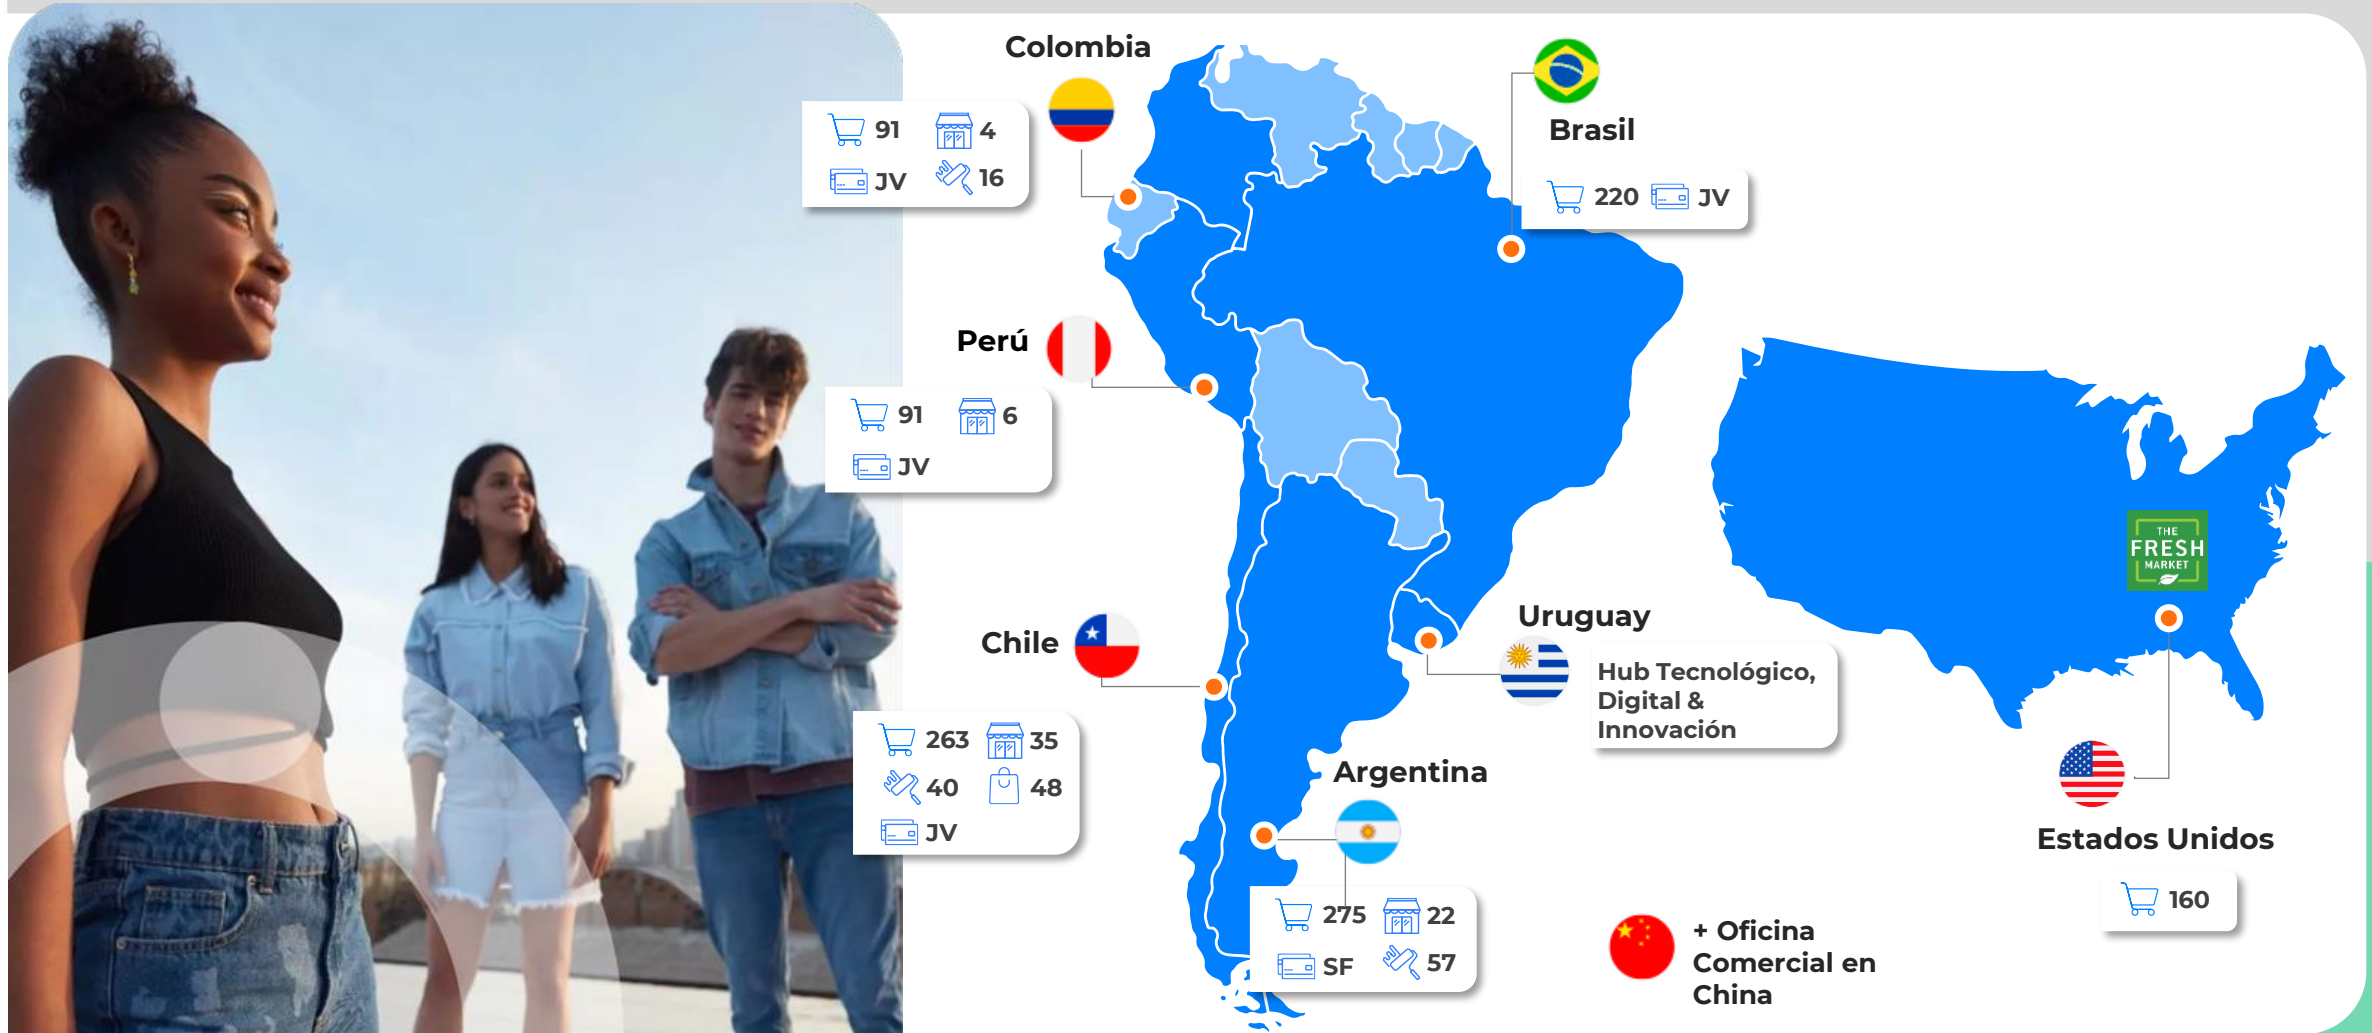 Colombia
91 4
JV 16
Brasil
220 JV
Perú
91 6
JV
Chile
263 35
40 48
JV
Uruguay
Hub Tecnológico,
Digital &
Innovación
Argentina
275 22
SF 57
THE
FRESH
MARKET
Estados Unidos
160
+ Oficina
Comercial en
China